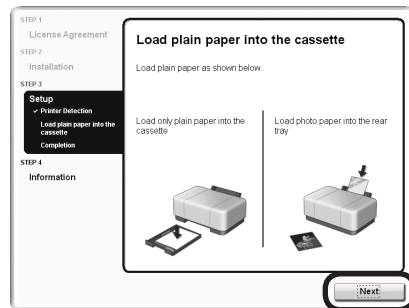 STEP 1
License Agreement
STEP 2
Installation
STEP 3
Setup
✓ Printer Detection
Load plain paper into the
cassette
Completion
STEP 4
Information
Load plain paper into the cassette
Load plain paper as shown below.
Load only plain paper into the
cassette
Load photo paper into the rear
tray
Next